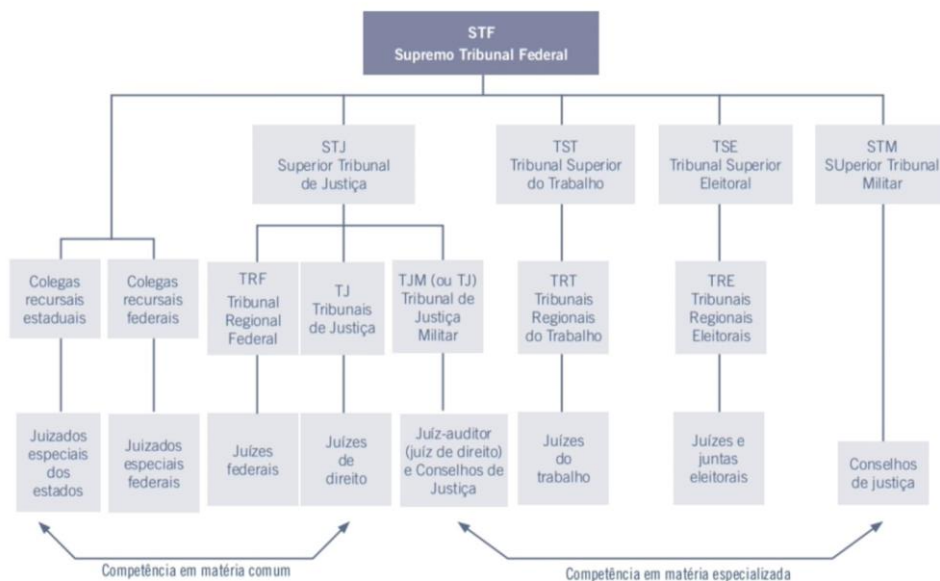 STF
Supremo Tribunal Federal
STJ
Superior Tribunal
de Justiça
TST
Tribunal Superior
do Trabalho
TSE
Tribunal Superior
Eleitoral
STM
SUperior Tribunal
Militar
Colegas
recursais
estaduais
Colegas
recursais
federais
TRF
Tribunal
Regional
Federal
TJ
Tribunais
de Justiça
TJM (ou TJ)
Tribunal de
Justiça
Militar
TRT
Tribunais
Regionais
do Trabalho
TRE
Tribunais
Regionais
Eleitorais
Juizados
especiais
dos
estados
Juizados
especiais
federais
Juízes
federais
Juízes
de
direito
Juíz-auditor
(juíz de direito)
e Conselhos de
Justiça
Juízes
do
trabalho
Juízes e
juntas
eleitorais
Conselhos
de justiça
Competência em matéria comum
Competência em matéria especializada